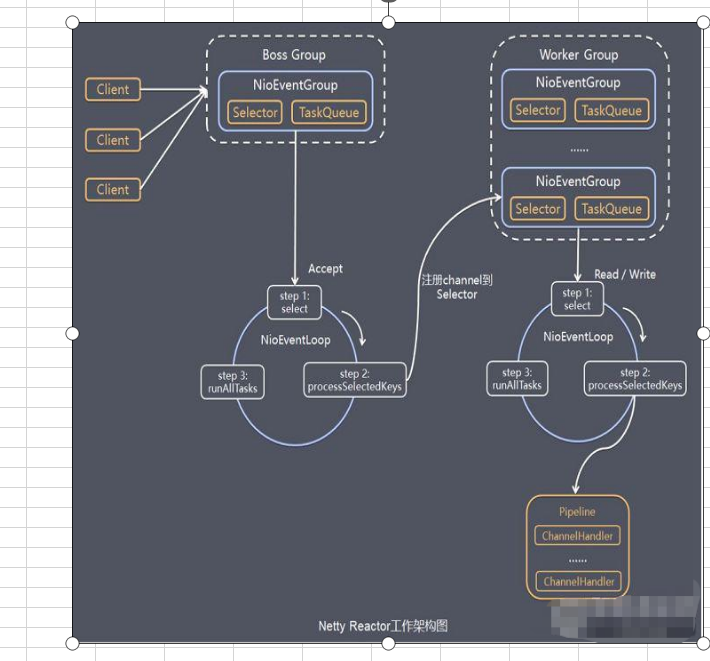 Boss Group
NioEventGroup
Selector
TaskQueue
Client
Client
Client
Worker Group
NioEventGroup
Selector
TaskQueue
......
NioEventGroup
Selector
TaskQueue
Accept
step 1:
select
NioEventLoop
step 2:
processSelectedKeys
step 3:
runAllTasks
注册channel到
Selector
Read / Write
step 1:
select
NioEventLoop
step 2:
processSelectedKeys
step 3:
runAllTasks
Pipeline
ChannelHandler
......
ChannelHandler
Netty Reactor工作架构图